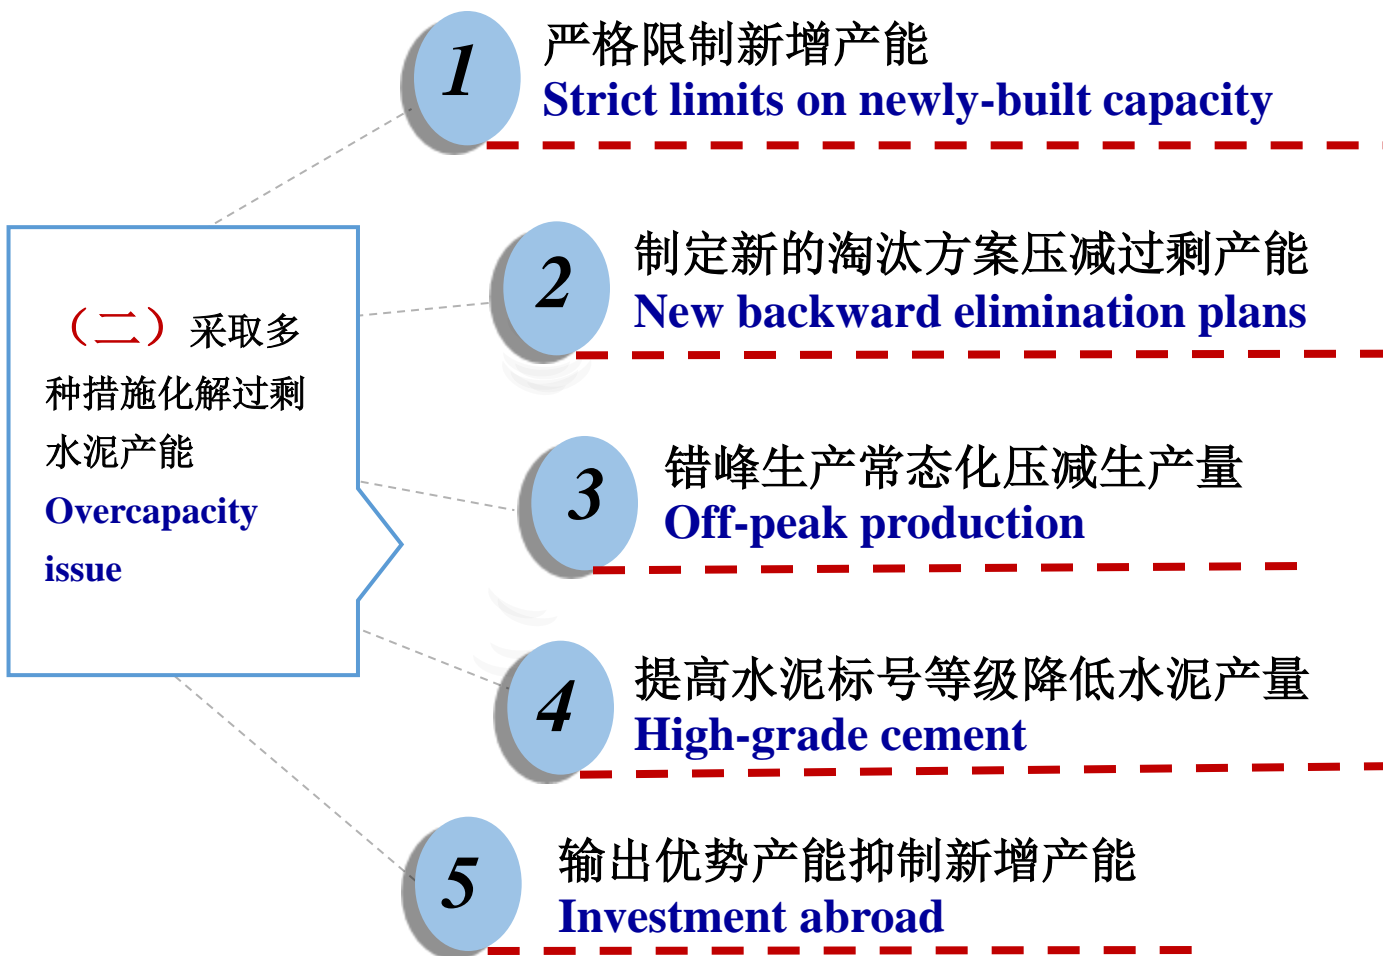 （二）采取多
种措施化解过剩
水泥产能
Overcapacity
issue
1
严格限制新增产能
Strict limits on newly-built capacity
2
制定新的淘汰方案压减过剩产能
New backward elimination plans
3
错峰生产常态化压减生产量
Off-peak production
4
提高水泥标号等级降低水泥产量
High-grade cement
5
输出优势产能抑制新增产能
Investment abroad